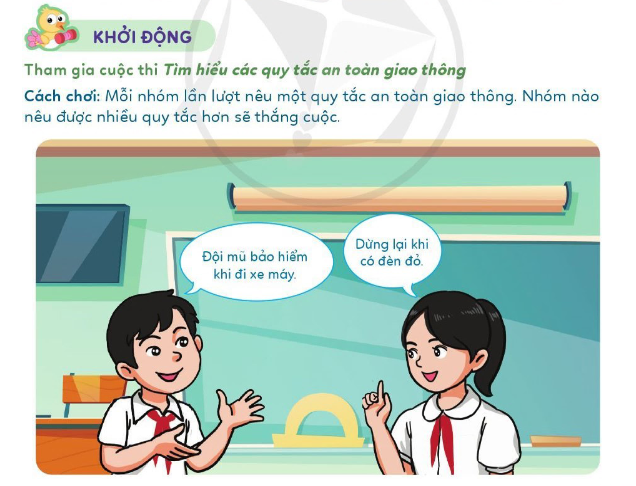 KHỞI ĐỘNG
Tham gia cuộc thi Tìm hiểu các quy tắc an toàn giao thông
Cách chơi: Mỗi nhóm lần lượt nêu một quy tắc an toàn giao thông. Nhóm nào
nêu được nhiều quy tắc hơn sẽ thắng cuộc.
Đội mũ bảo hiểm
khi đi xe máy.
Dừng lại khi
có đèn đỏ.